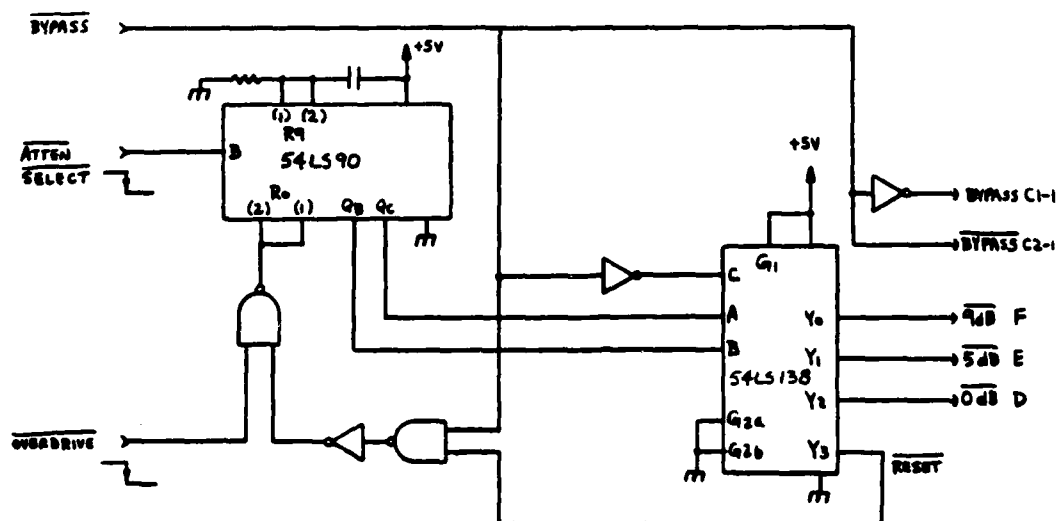 BYPASS
+5V
(1) (2)
R9
ATTEN
SELECT
B
54LS90
R0
(2) (1)
QB QC
+5V
BYPASS C1-1
BYPASS C2-1
G1
C
A
B
54LS138
G2a
G2b
Y0
Y1
Y2
Y3
9dB F
5dB E
0dB D
RESET
OVERDRIVE